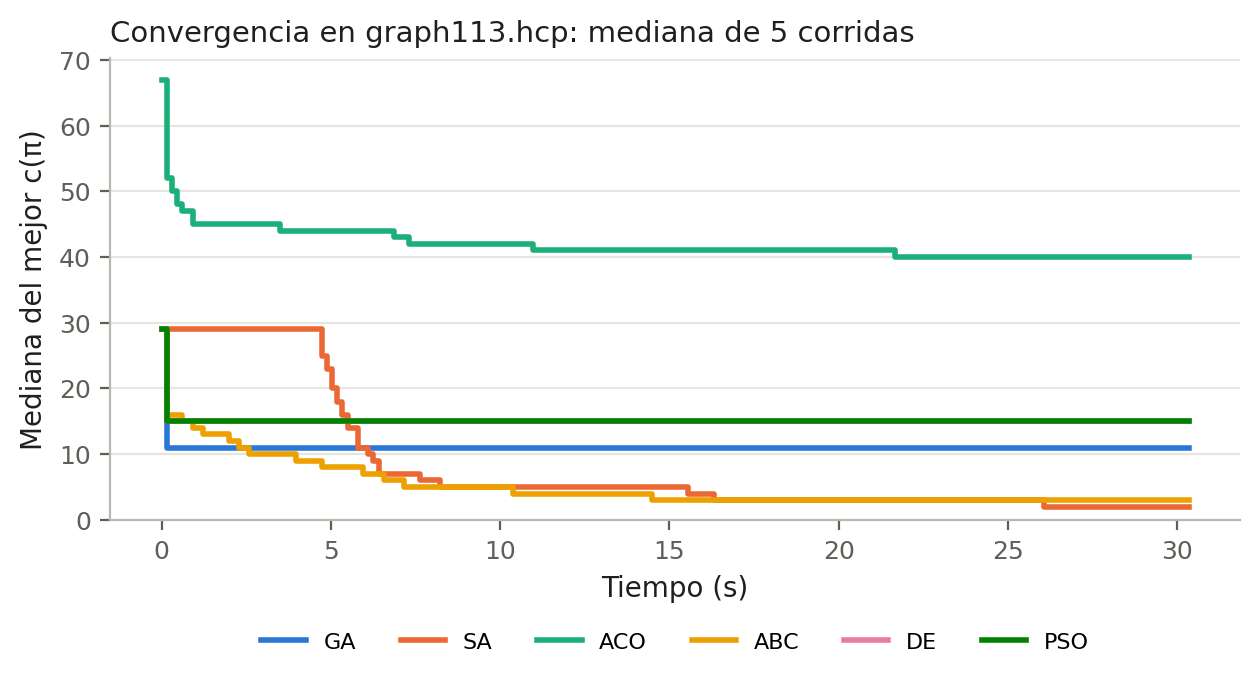 Convergencia en graph113.hcp: mediana de 5 corridas
Mediana del mejor c(π)
70
60
50
40
30
20
10
0
0 5 10 15 20 25 30
Tiempo (s)
GA SA ACO ABC DE PSO